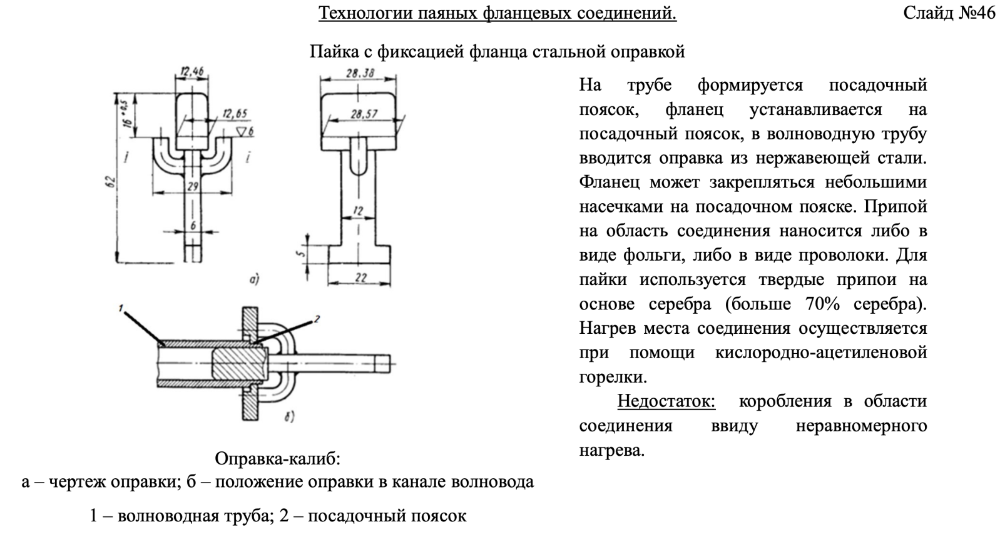 Технологии паяных фланцевых соединений.
Слайд №46
Пайка с фиксацией фланца стальной оправкой
12,46
16 +0,5
12,65
▽6
62
i
i
29
6
28,38
28,57
12
5
22
а)
1
2
б)
Оправка-калиб:
а – чертеж оправки; б – положение оправки в канале волновода
1 – волноводная труба; 2 – посадочный поясок
На трубе формируется посадочный
поясок, фланец устанавливается на
посадочный поясок, в волноводную трубу
вводится оправка из нержавеющей стали.
Фланец может закрепляться небольшими
насечками на посадочном пояске. Припой
на область соединения наносится либо в
виде фольги, либо в виде проволоки. Для
пайки используется твердые припои на
основе серебра (больше 70% серебра).
Нагрев места соединения осуществляется
при помощи кислородно-ацетиленовой
горелки.
Недостаток: коробления в области
соединения ввиду неравномерного
нагрева.